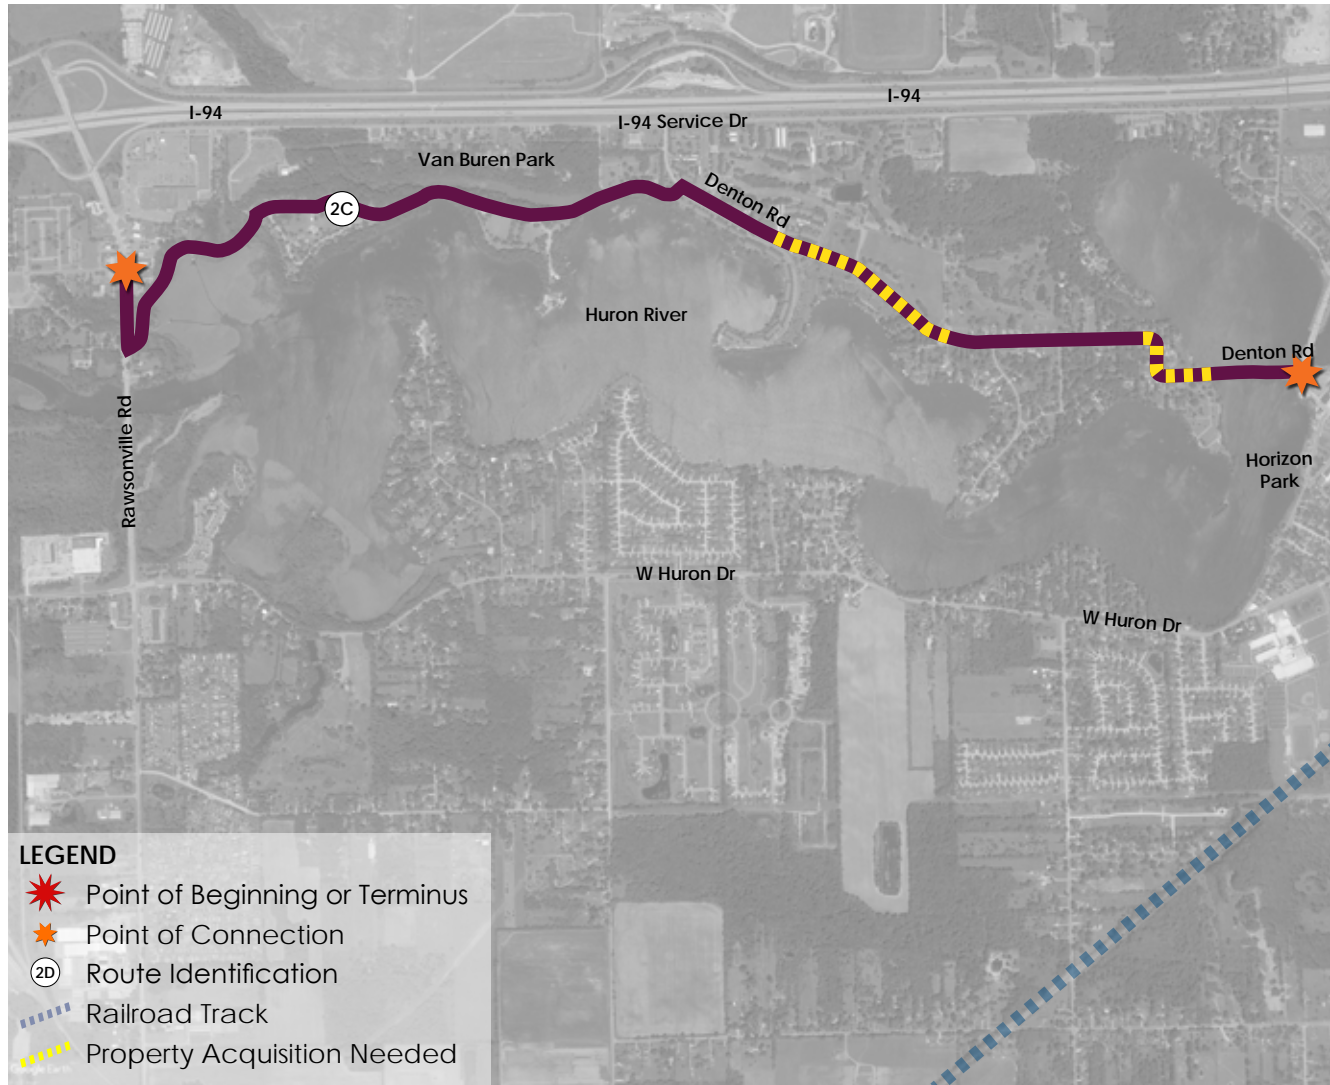 I-94
I-94
I-94 Service Dr
Van Buren Park
Denton Rd
2C
Huron River
Denton Rd
Rawsonville Rd
Horizon
Park
W Huron Dr
W Huron Dr
LEGEND
Point of Beginning or Terminus
Point of Connection
2D
Route Identification
Railroad Track
Property Acquisition Needed
Google Earth